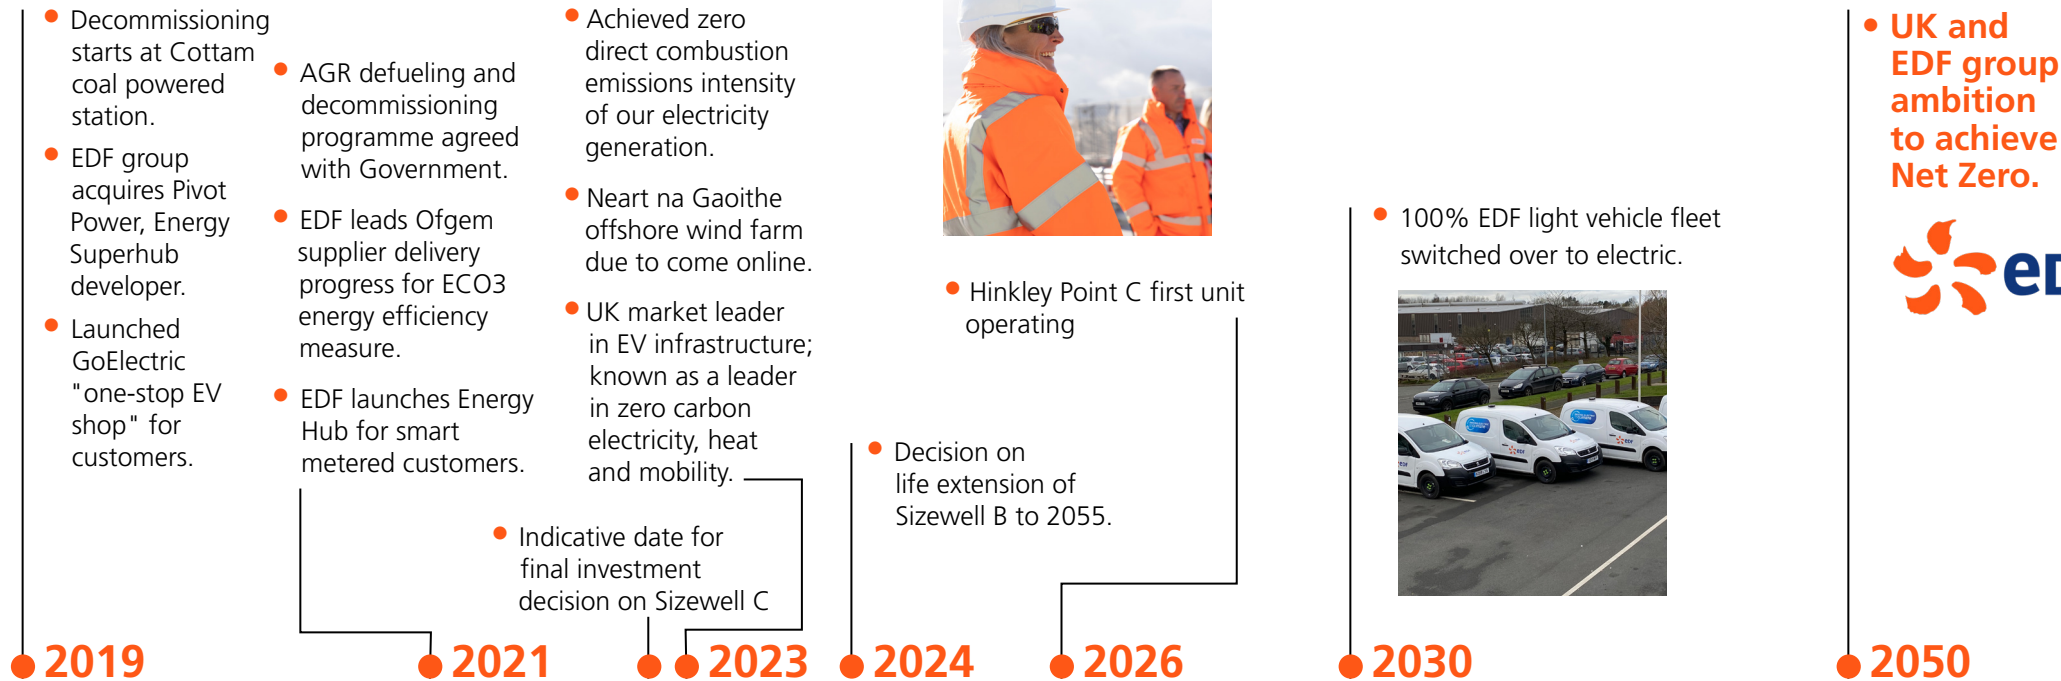 Decommissioning
starts at Cottam
coal powered
station.
EDF group
acquires Pivot
Power, Energy
Superhub
developer.
Launched
GoElectric
"one-stop EV
shop" for
customers.
2019
AGR defueling and
decommissioning
programme agreed
with Government.
EDF leads Ofgem
supplier delivery
progress for ECO3
energy efficiency
measure.
EDF launches Energy
Hub for smart
metered customers.
2021
Achieved zero
direct combustion
emissions intensity
of our electricity
generation.
Neart na Gaoithe
offshore wind farm
due to come online.
UK market leader
in EV infrastructure;
known as a leader
in zero carbon
electricity, heat
and mobility.
Indicative date for
final investment
decision on Sizewell C
2023
Decision on
life extension of
Sizewell B to 2055.
2024
Hinkley Point C first unit
operating
2026
100% EDF light vehicle fleet
switched over to electric.
eDF
eDF
eDF
2030
UK and
EDF group
ambition
to achieve
Net Zero.
eD
2050